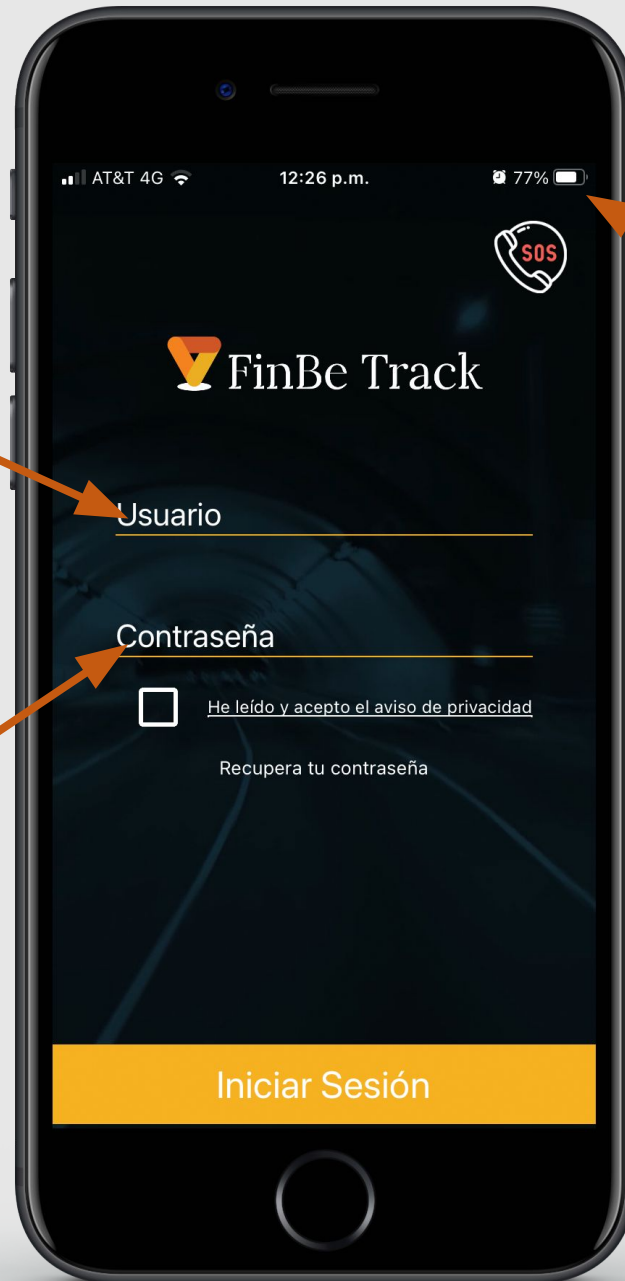 AT&T 4G 12:26 p.m. 77%
SOS
FinBe Track
Usuario
Contraseña
He leído y acepto el aviso de privacidad
Recupera tu contraseña
Iniciar Sesión